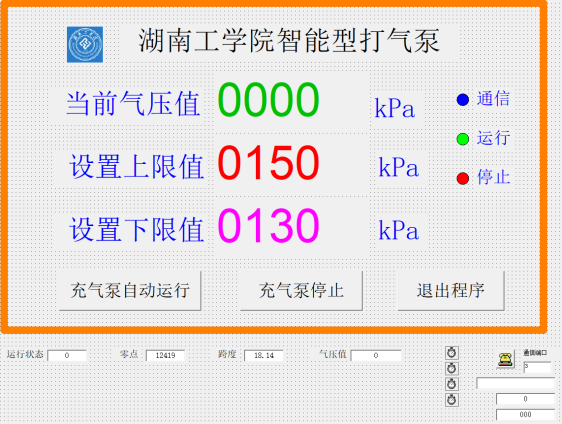 湖南工学院智能型打气泵
当前气压值 0000 kPa
通信
设置上限值 0150 kPa
运行
停止
设置下限值 0130 kPa
充气泵自动运行 充气泵停止 退出程序
运行状态 0 零点 12419 跨度 18.14 气压值 0
通讯端口
3
0
000